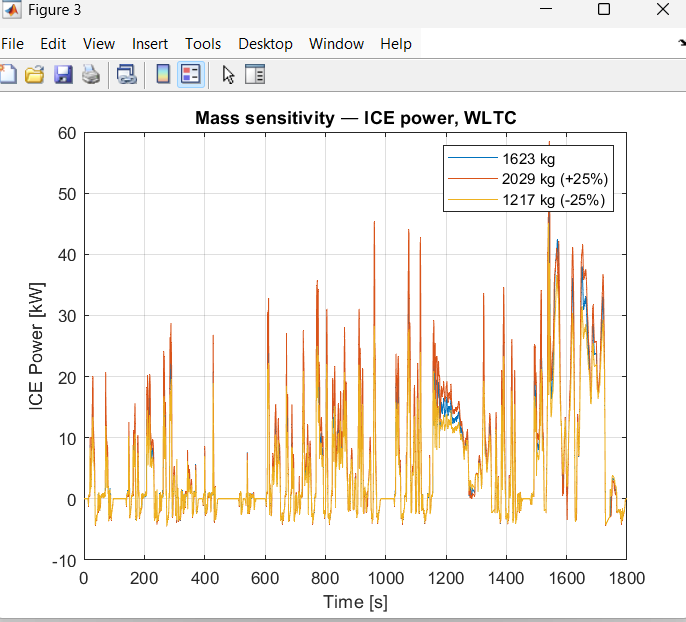 Figure 3
File Edit View Insert Tools Desktop Window Help
Mass sensitivity — ICE power, WLTC
1623 kg
2029 kg (+25%)
1217 kg (-25%)
60
50
40
30
20
10
0
-10
ICE Power [kW]
0 200 400 600 800 1000 1200 1400 1600 1800
Time [s]